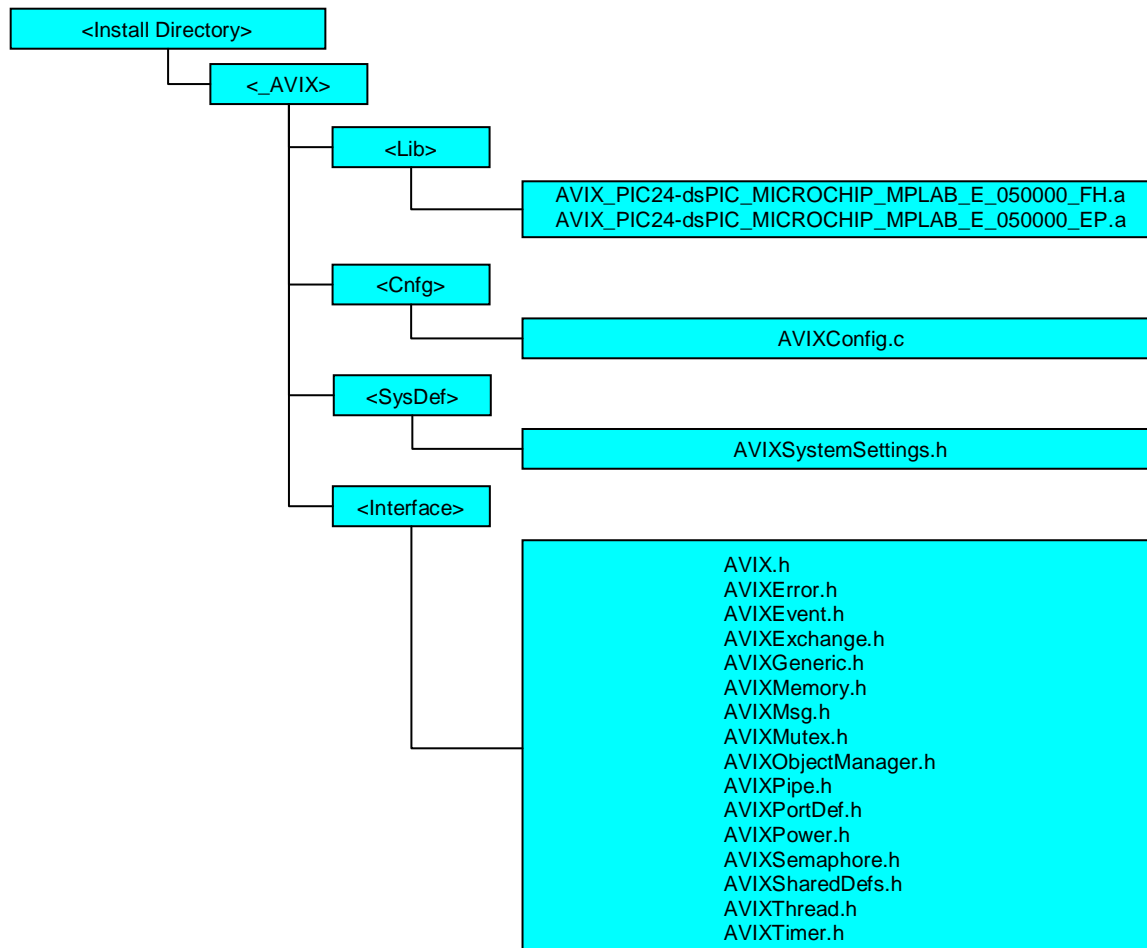 <Install Directory>
<_AVIX>
<Lib>
AVIX_PIC24-dsPIC_MICROCHIP_MPLAB_E_050000_FH.a
AVIX_PIC24-dsPIC_MICROCHIP_MPLAB_E_050000_EP.a
<Cnfg>
AVIXConfig.c
<SysDef>
AVIXSystemSettings.h
<Interface>
AVIX.h
AVIXError.h
AVIXEvent.h
AVIXExchange.h
AVIXGeneric.h
AVIXMemory.h
AVIXMsg.h
AVIXMutex.h
AVIXObjectManager.h
AVIXPipe.h
AVIXPortDef.h
AVIXPower.h
AVIXSemaphore.h
AVIXSharedDefs.h
AVIXThread.h
AVIXTimer.h